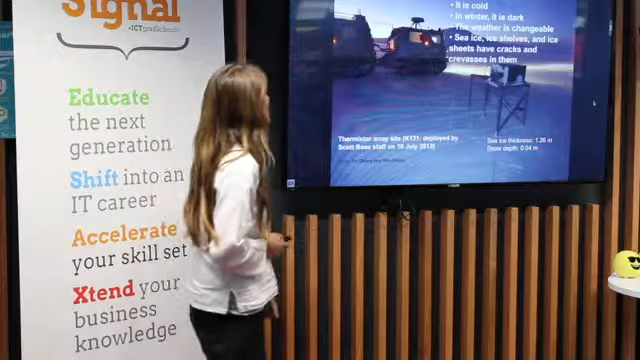 Signal
ICTgradSchool
Educate
the next
generation
Shift into an
IT career
Accelerate
your skill set
Xtend your
business
knowledge
• It is cold
• In winter, it is dark
• The weather is changeable
• Sea ice, ice shelves, and ice
sheets have cracks and
crevasses in them
Thermistor array site (K131: deployed by
Scott Base staff on 18 July 2013)
Sea ice thickness: 1.26 m
Snow depth: 0.04 m